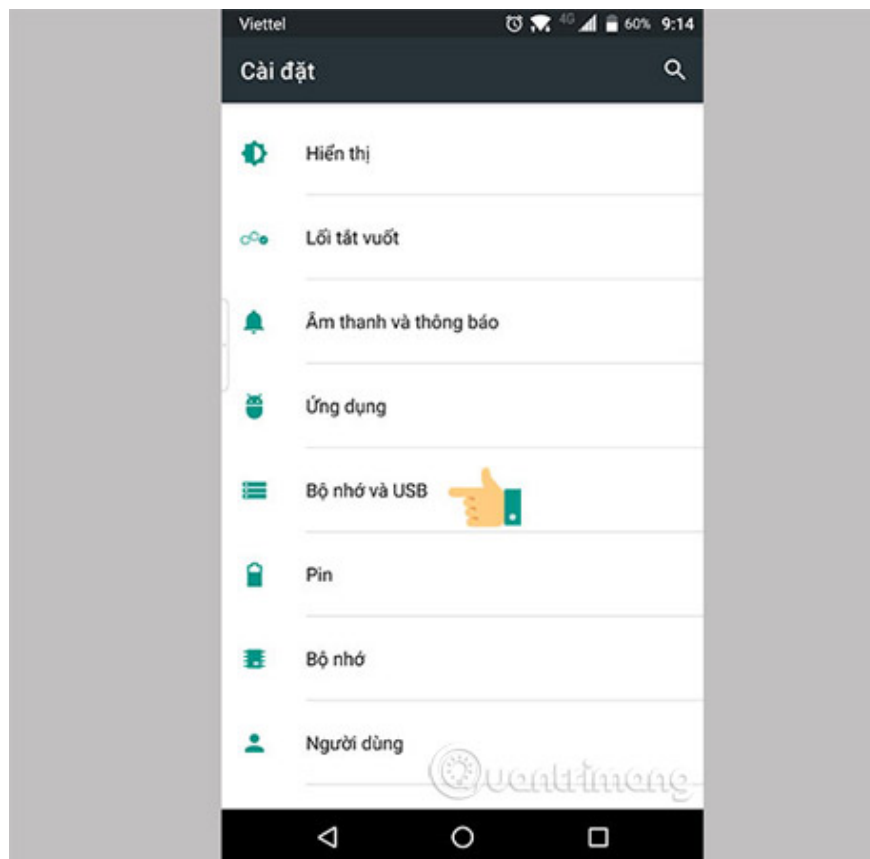 Viettel 4G 60% 9:14
Cài đặt
Hiển thị
Lối tắt vuốt
Âm thanh và thông báo
Ứng dụng
Bộ nhớ và USB
Pin
Bộ nhớ
Người dùng
Quantrimang